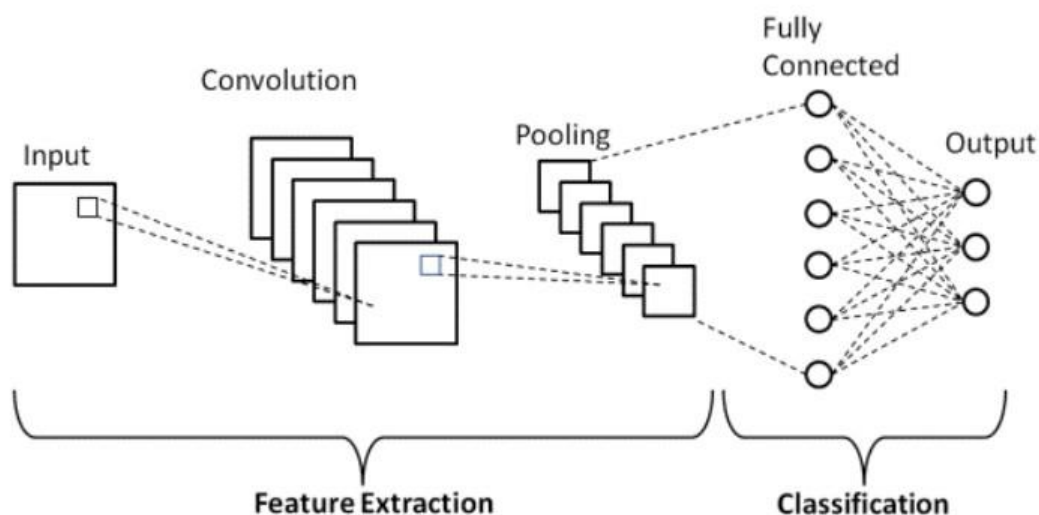 Fully
Connected
Convolution
Pooling
Output
Input
Feature Extraction
Classification